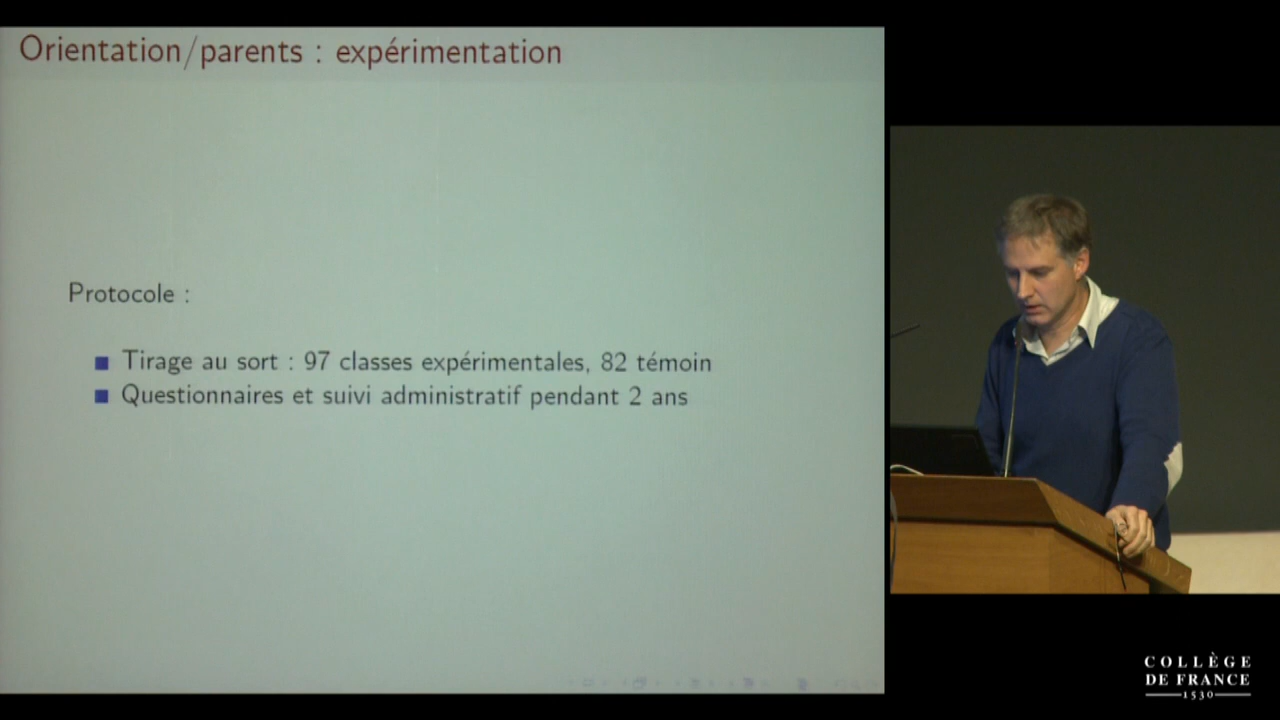 Orientation/parents : expérimentation
Protocole :
Tirage au sort : 97 classes expérimentales, 82 témoin
Questionnaires et suivi administratif pendant 2 ans
COLLÈGE
DE FRANCE
1530